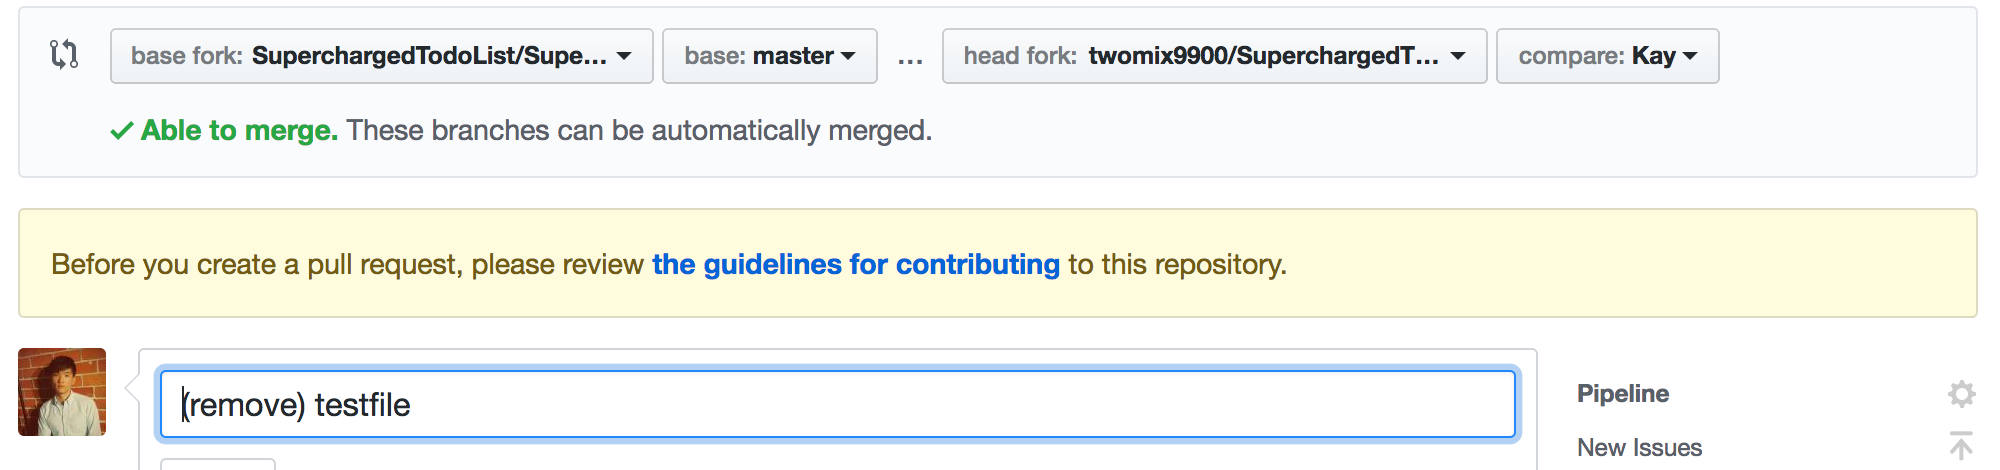 base fork: SuperchargedTodoList/Supe... base: master ... head fork: twomix9900/SuperchargedT... compare: Kay
Able to merge. These branches can be automatically merged.
Before you create a pull request, please review the guidelines for contributing to this repository.
(remove) testfile
Pipeline
New Issues